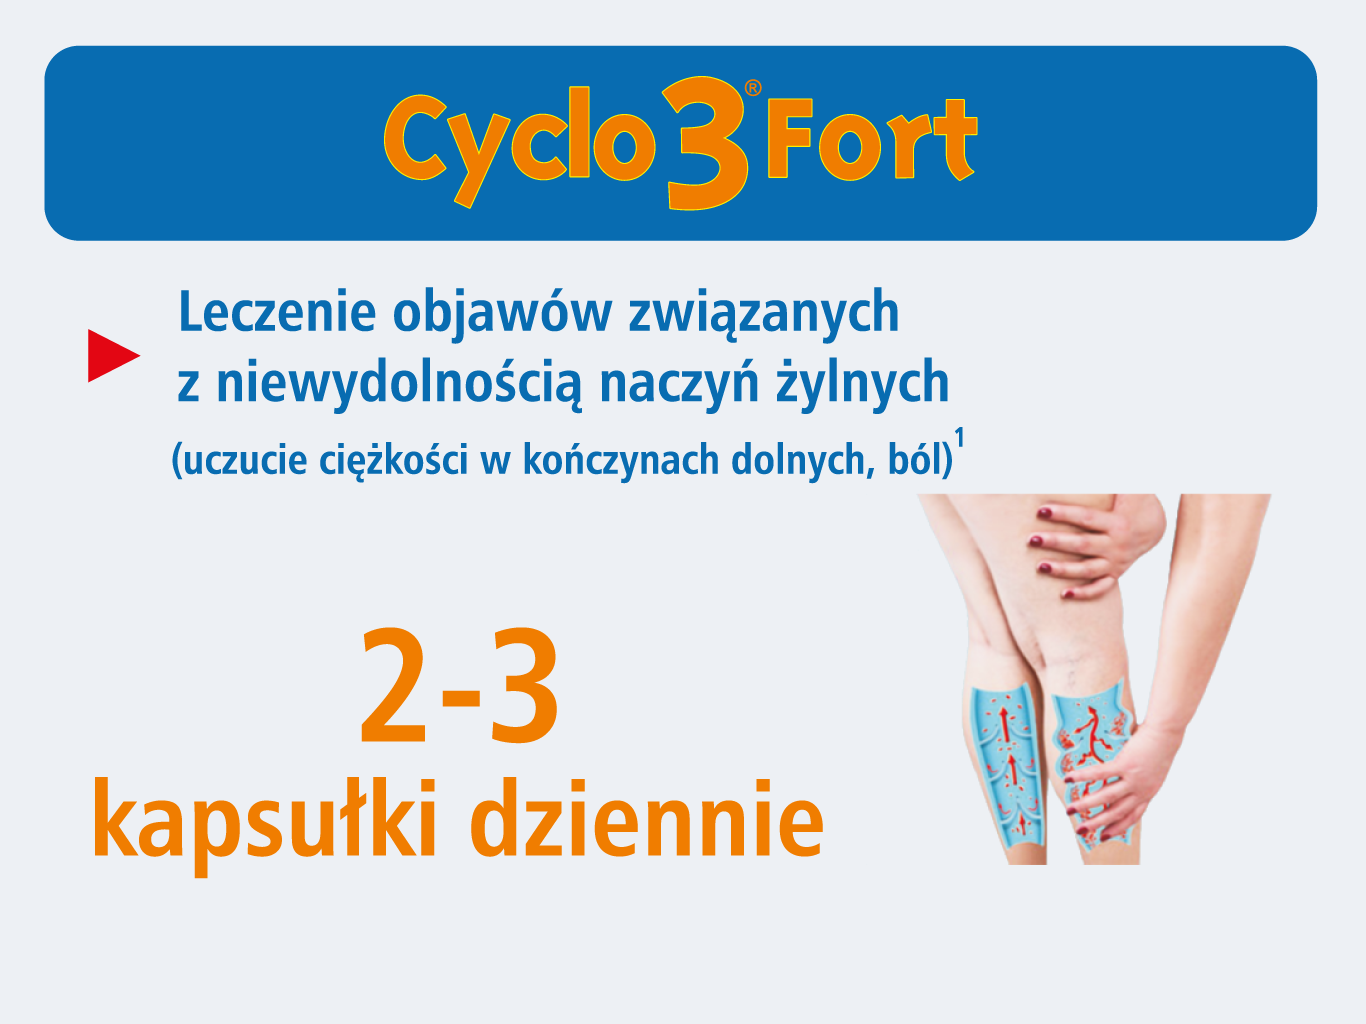 Cyclo 3® Fort
Leczenie objawów związanych
z niewydolnością naczyń żylnych
(uczucie ciężkości w kończynach dolnych, ból)¹
2-3
kapsułki dziennie